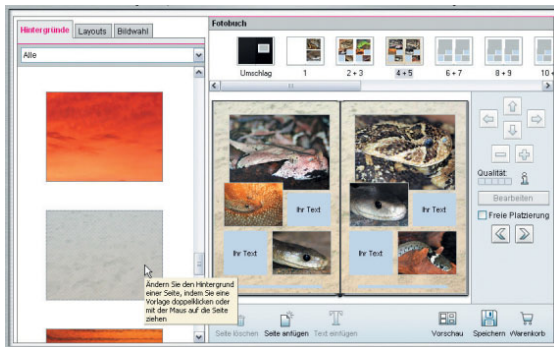 Hintergründe Layouts Bildwahl
Alle
Ändern Sie den Hintergrund
einer Seite, indem Sie eine
Vorlage doppelklicken oder
mit der Maus auf die Seite
ziehen
Fotobuch
Umschlag 1 2 + 3 4 + 5 6 + 7 8 + 9 10 +
Ihr Text
Ihr Text
Ihr Text
Ihr Text
Qualität:
Bearbeiten
Freie Platzierung
Seite löschen Seite anfügen Text einfügen Vorschau Speichern Warenkorb